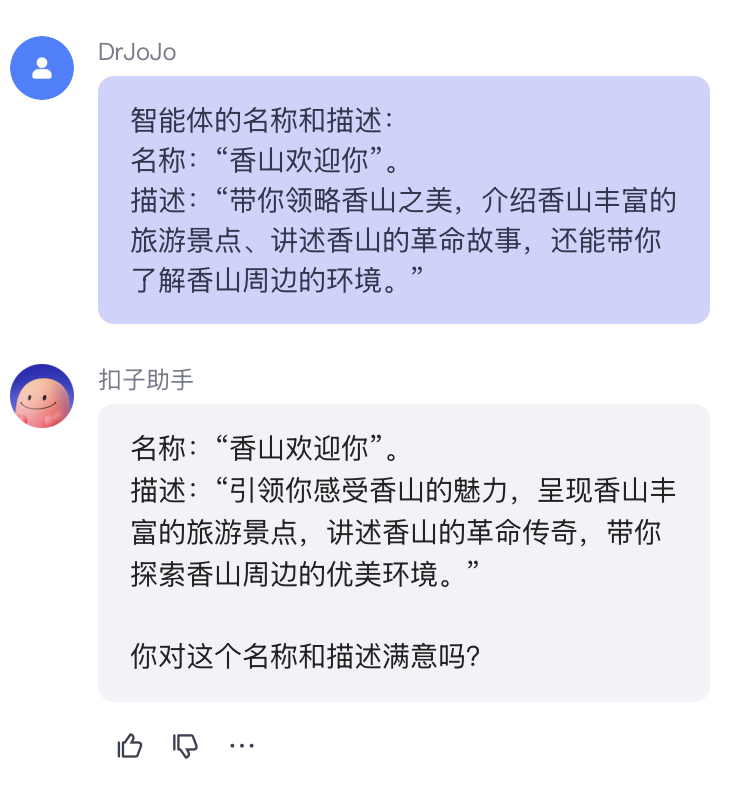 DrJoJo
智能体的名称和描述：
名称：“香山欢迎你”。
描述：“带你领略香山之美，介绍香山丰富的
旅游景点、讲述香山的革命故事，还能带你
了解香山周边的环境。”
扣子助手
名称：“香山欢迎你”。
描述：“引领你感受香山的魅力，呈现香山丰
富的旅游景点，讲述香山的革命传奇，带你
探索香山周边的优美环境。”
你对这个名称和描述满意吗？